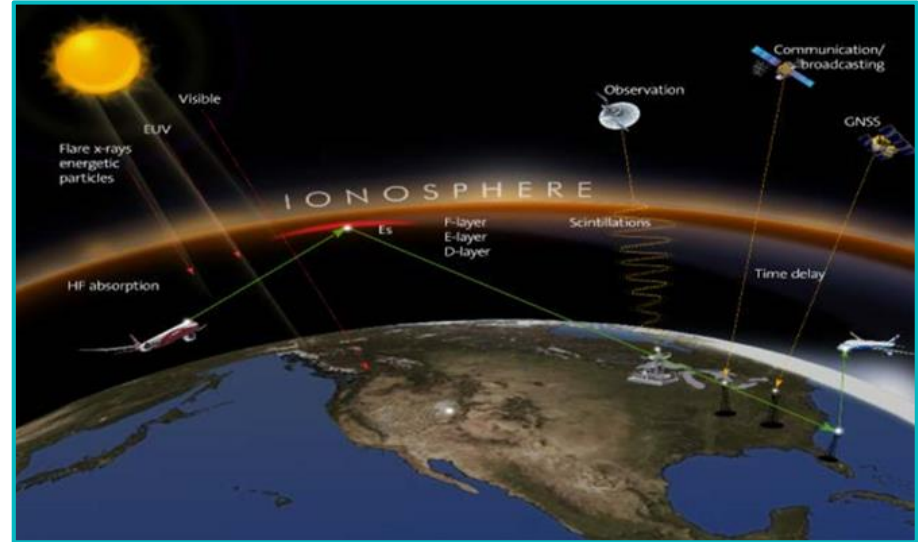 Communication/
broadcasting
Observation
Visible
GNSS
EUV
Flare x-rays
energetic
particles
IONOSPHERE
Es
F-layer
E-layer
D-layer
Scintillations
Time delay
HF absorption